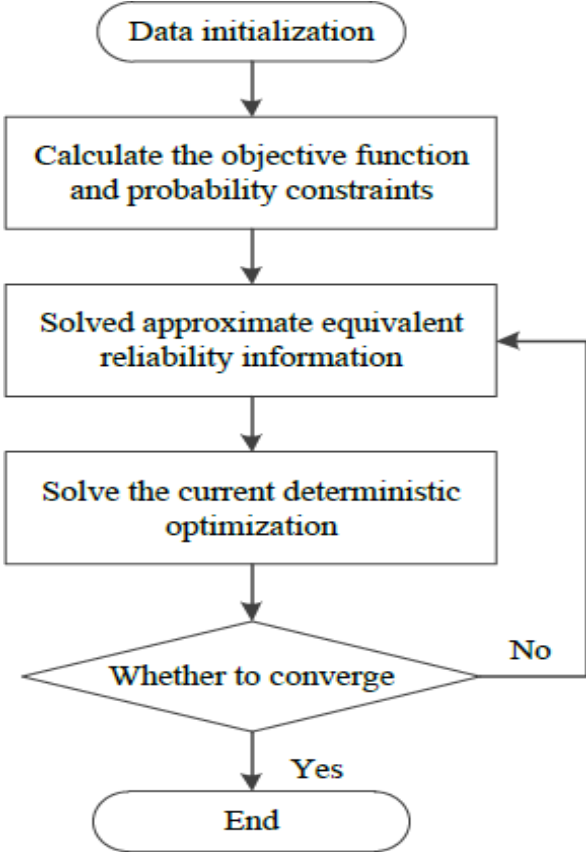 Data initialization
Calculate the objective function
and probability constraints
Solved approximate equivalent
reliability information
Solve the current deterministic
optimization
Whether to converge
No
Yes
End